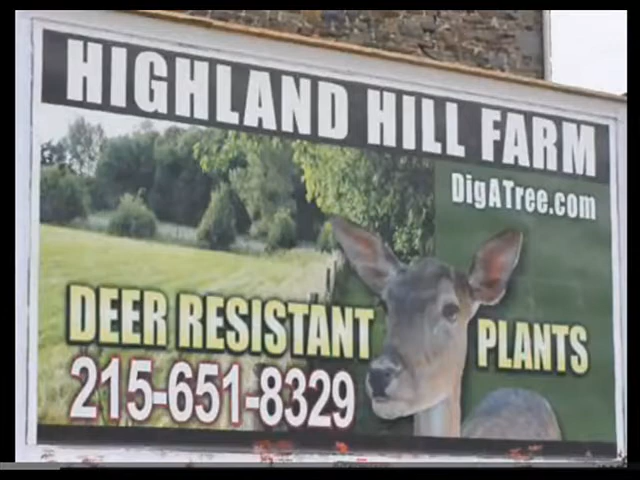 HIGHLAND HILL FARM
DigATree.com
DEER RESISTANT PLANTS
215-651-8329